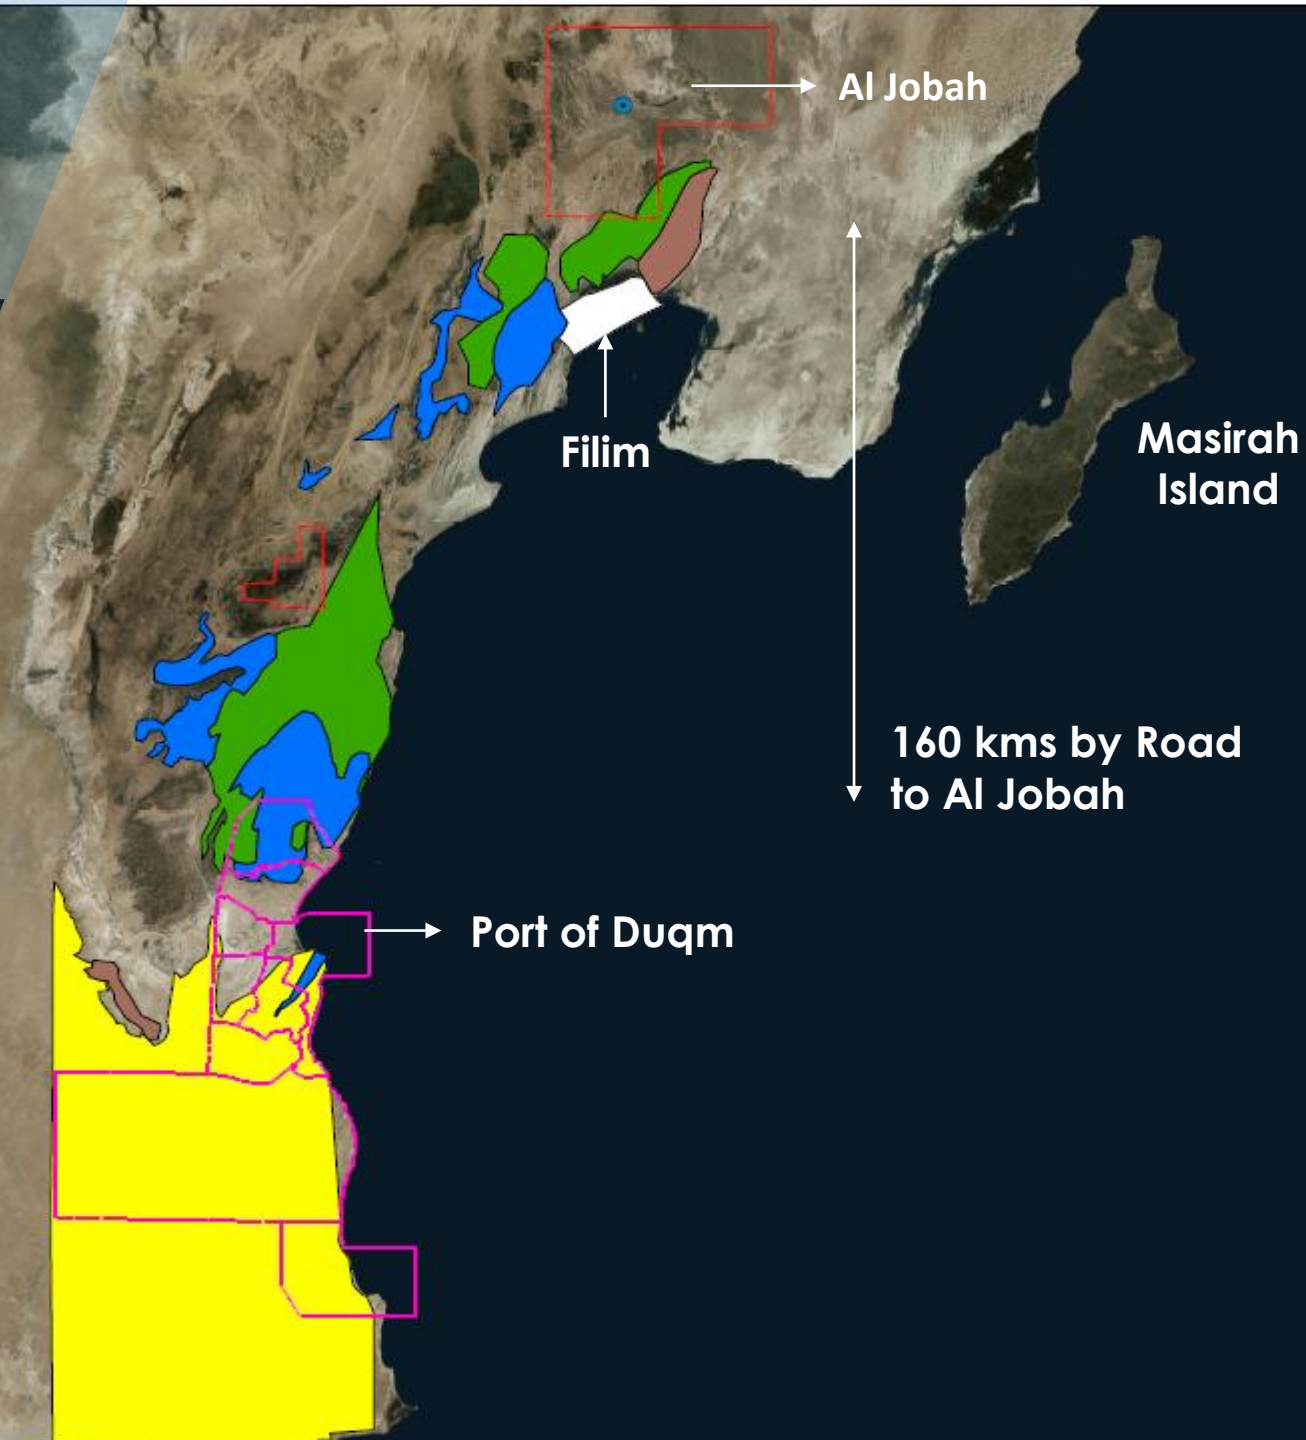 Al Jobah
Filim
Masirah
Island
160 kms by Road
to Al Jobah
Port of Duqm